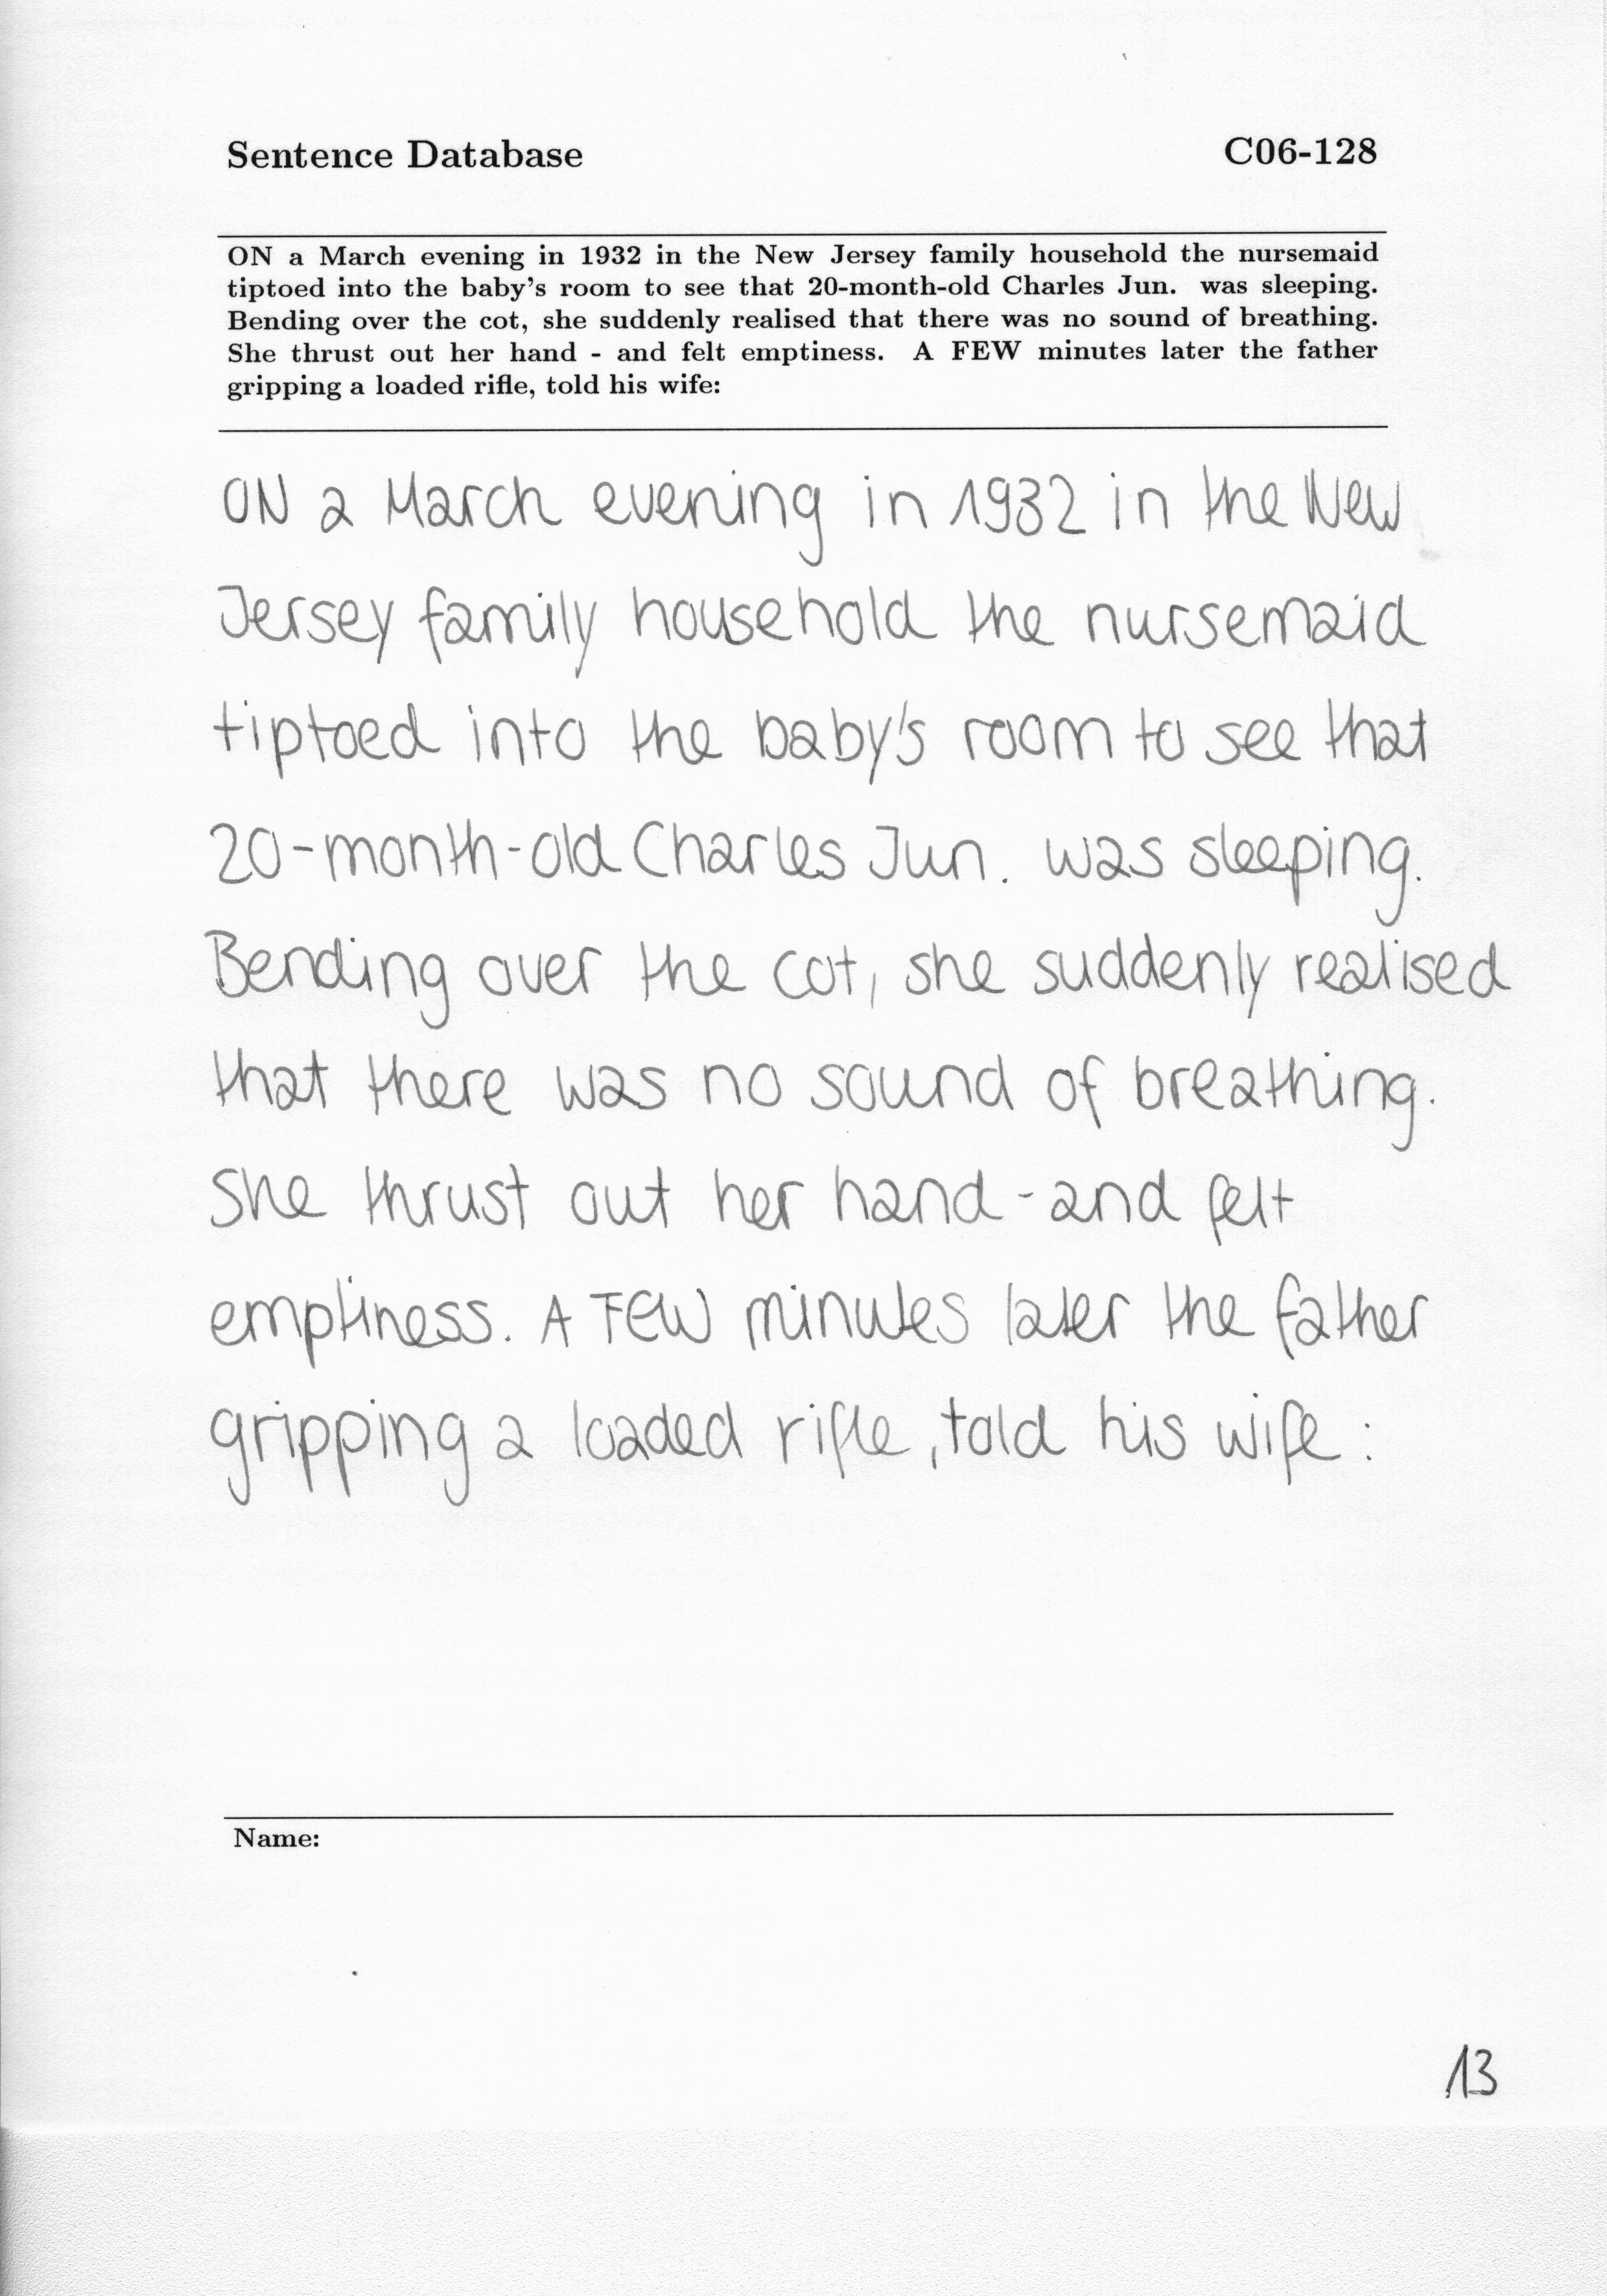 Sentence Database C06-128
ON a March evening in 1932 in the New Jersey family household the nursemaid
tiptoed into the baby's room to see that 20-month-old Charles Jun. was sleeping.
Bending over the cot, she suddenly realised that there was no sound of breathing.
She thrust out her hand - and felt emptiness. A FEW minutes later the father
gripping a loaded rifle, told his wife:
ON a March evening in 1932 in the New
Jersey family household the nursemaid
tiptoed into the baby's room to see that
20-month-old Charles Jun. was sleeping.
Bending over the cot, she suddenly realised
that there was no sound of breathing.
She thrust out her hand - and felt
emptiness. A FEW minutes later the father
gripping a loaded rifle, told his wife:
Name:
13